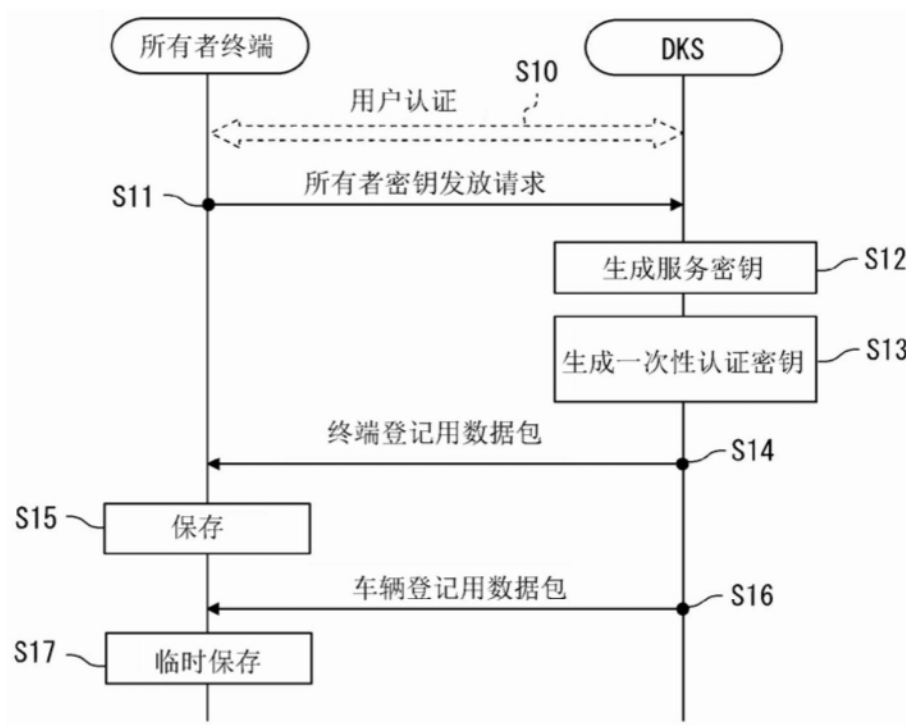 所有者终端
DKS
S10
用户认证
S11
所有者密钥发放请求
生成服务密钥
S12
生成一次性认证密钥
S13
终端登记用数据包
S14
S15
保存
车辆登记用数据包
S16
S17
临时保存